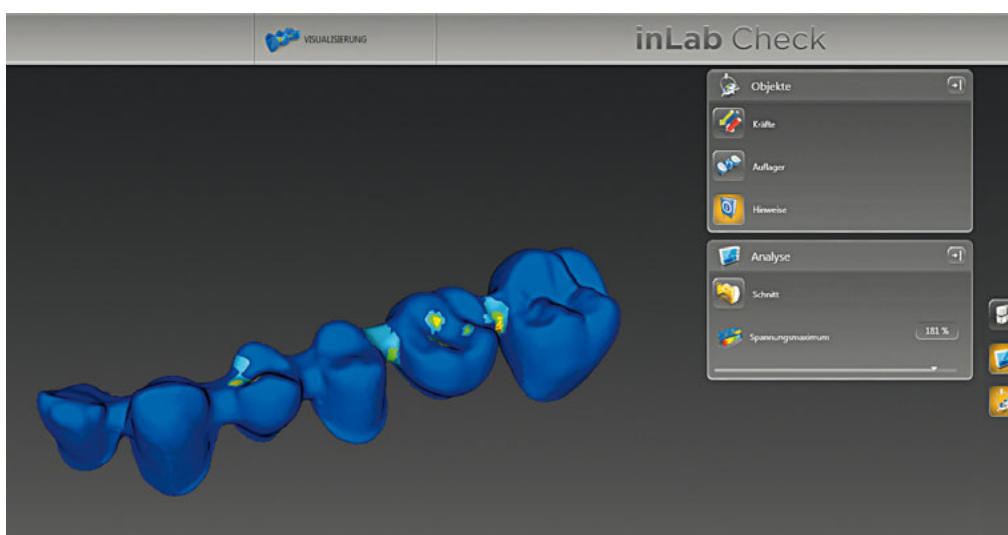 VISUALISIERUNG
inLab Check
Objekte
Kräfte
Auflager
Hinweise
Analyse
Schnitt
Spannungsmaximum 181 %